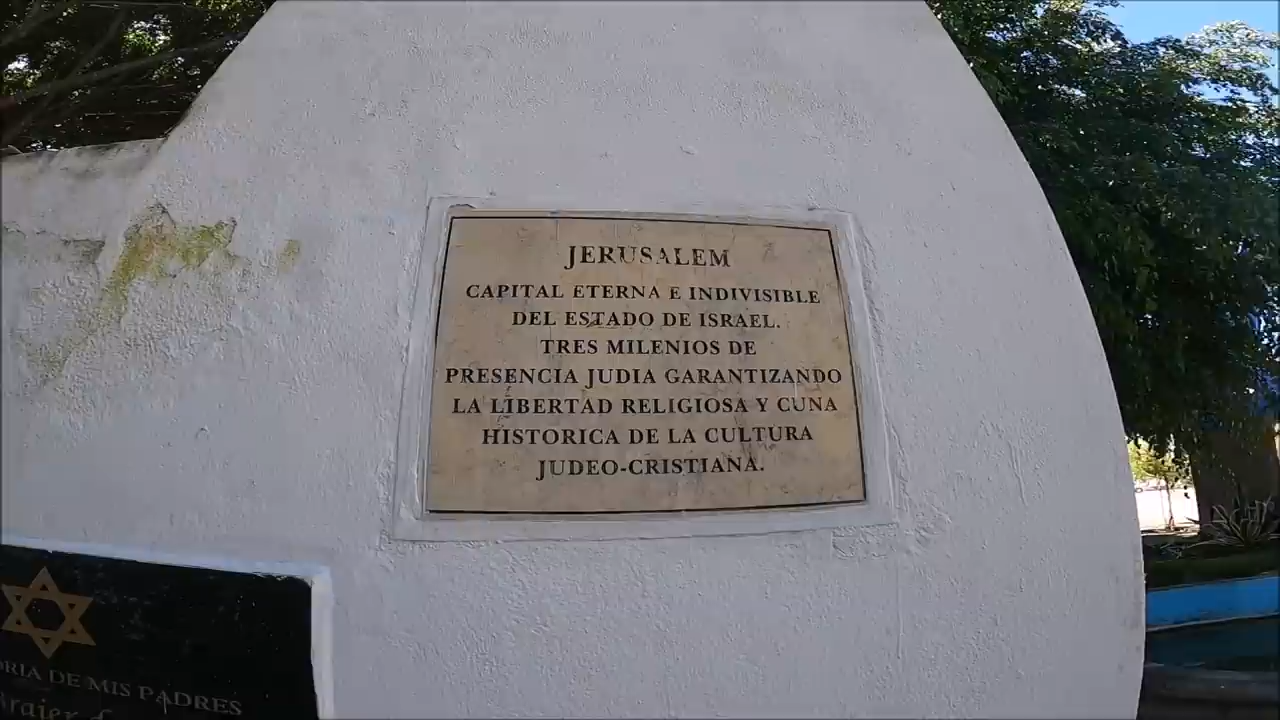 JERUSALEM
CAPITAL ETERNA E INDIVISIBLE
DEL ESTADO DE ISRAEL.
TRES MILENIOS DE
PRESENCIA JUDIA GARANTIZANDO
LA LIBERTAD RELIGIOSA Y CUNA
HISTORICA DE LA CULTURA
JUDEO-CRISTIANA.
DE MIS PADRES